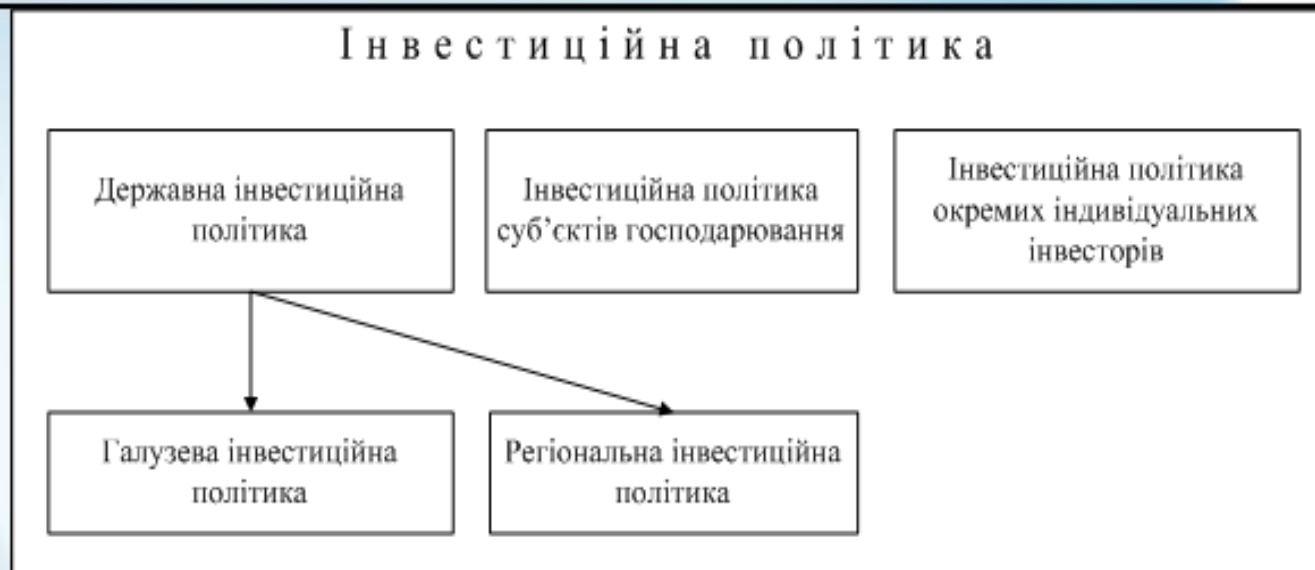 Інвестиційна політика
Державна інвестиційна
політика
Інвестиційна політика
суб’єктів господарювання
Інвестиційна політика
окремих індивідуальних
інвесторів
Галузева інвестиційна
політика
Регіональна інвестиційна
політика